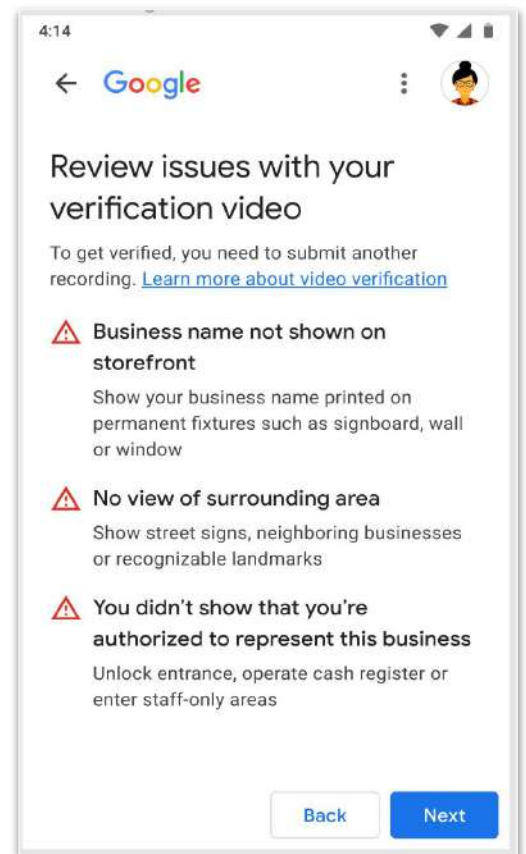 4:14
Google
Review issues with your
verification video
To get verified, you need to submit another
recording. Learn more about video verification
Business name not shown on
storefront
Show your business name printed on
permanent fixtures such as signboard, wall
or window
No view of surrounding area
Show street signs, neighboring businesses
or recognizable landmarks
You didn't show that you're
authorized to represent this business
Unlock entrance, operate cash register or
enter staff-only areas
Back Next